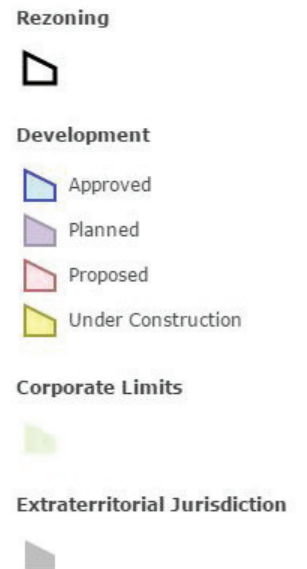 Rezoning
Development
Approved
Planned
Proposed
Under Construction
Corporate Limits
Extraterritorial Jurisdiction